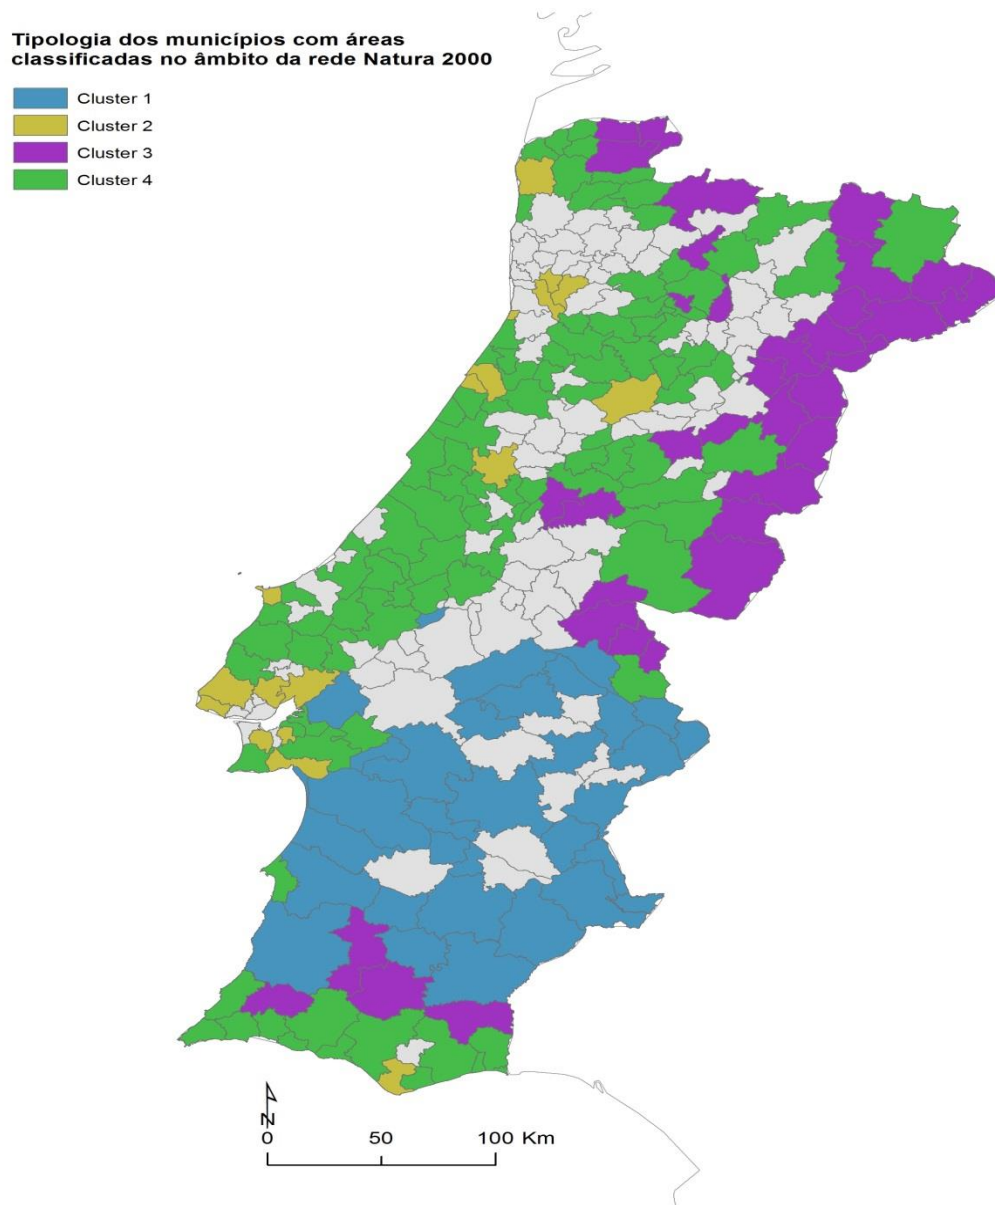 Tipologia dos municípios com áreas
classificadas no âmbito da rede Natura 2000
Cluster 1
Cluster 2
Cluster 3
Cluster 4
N
0 50 100 Km